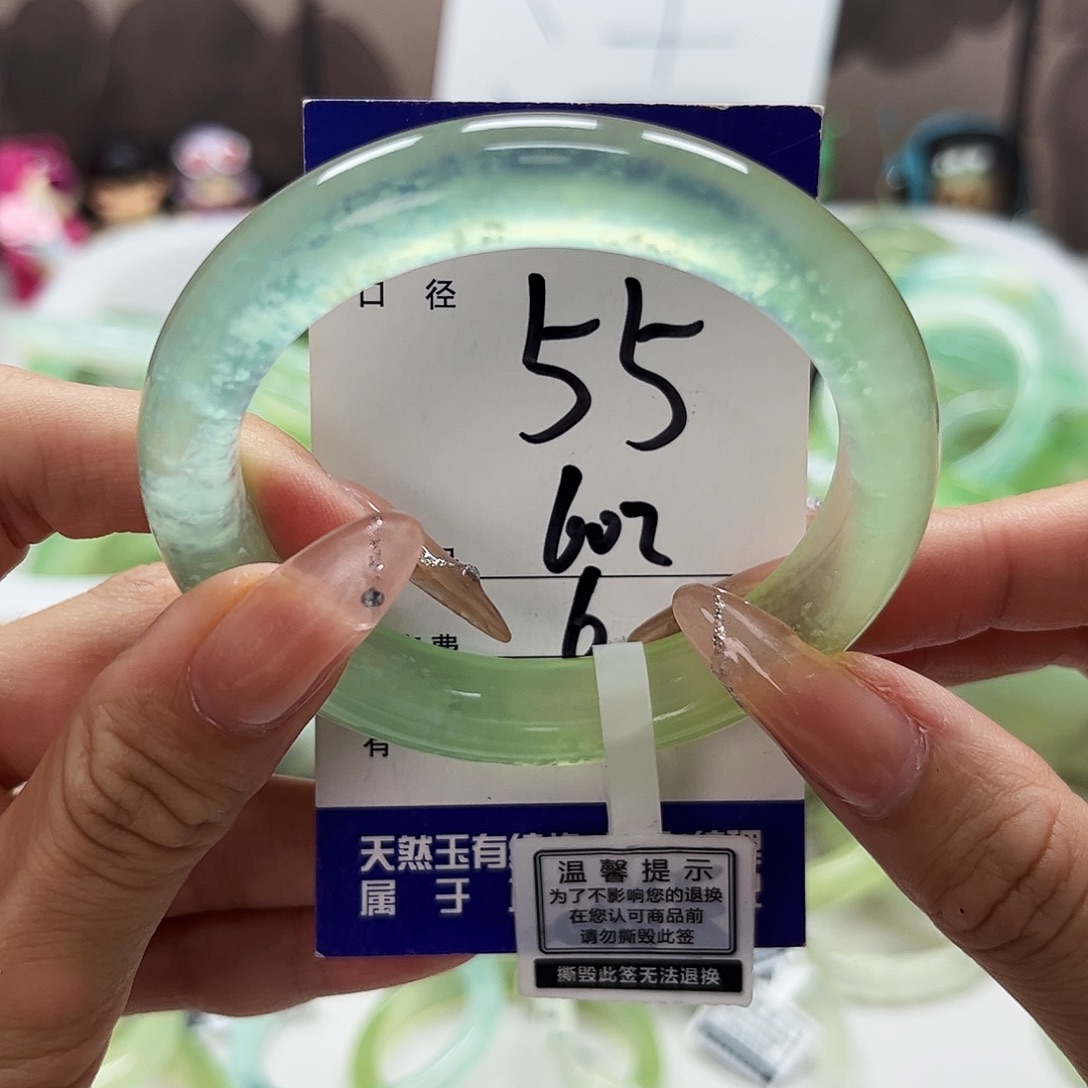 口 径
55
602
6
费
有
天然玉有
属 于
温馨提示
为了不影响您的退换
在您认可商品前
请勿撕毁此签
撕毁此签无法退换